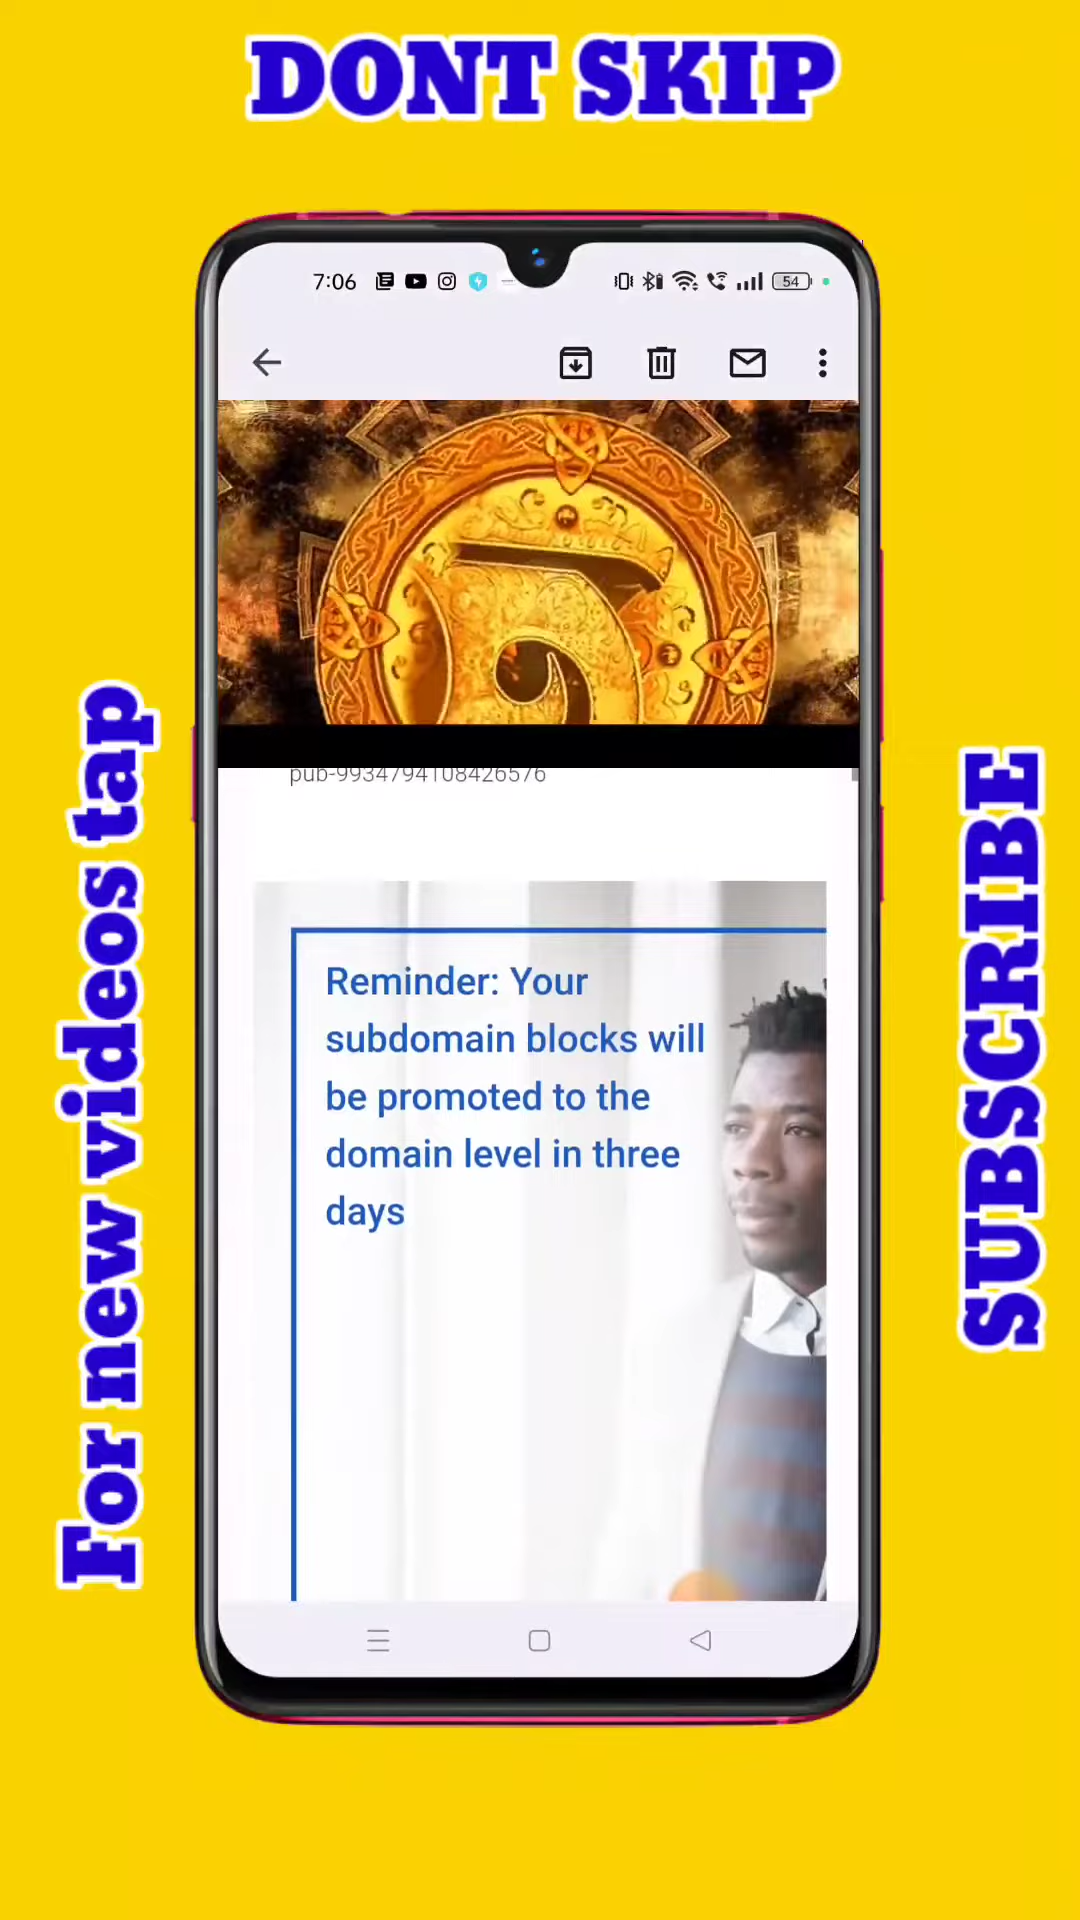 DONT SKIP
7:06
54
pub-9934794108426576
Reminder: Your
subdomain blocks will
be promoted to the
domain level in three
days
For new videos tap
SUBSCRIBE